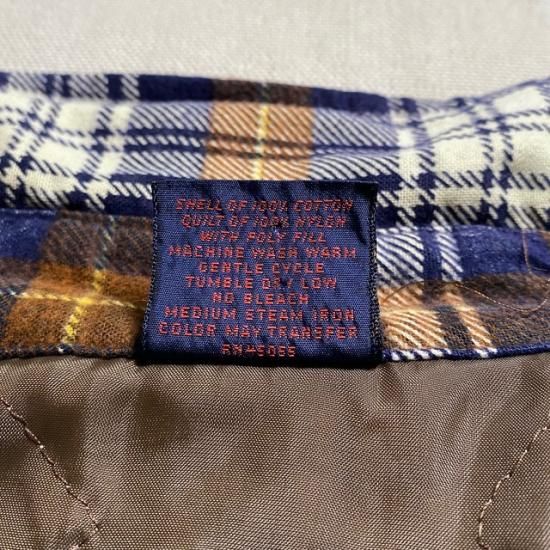 SHELL OF 100% COTTON
QUILT OF 100% NYLON
WITH POLY FILL
MACHINE WASH WARM
GENTLE CYCLE
TUMBLE DRY LOW
NO BLEACH
MEDIUM STEAM IRON
COLOR MAY TRANSFER
RN45055